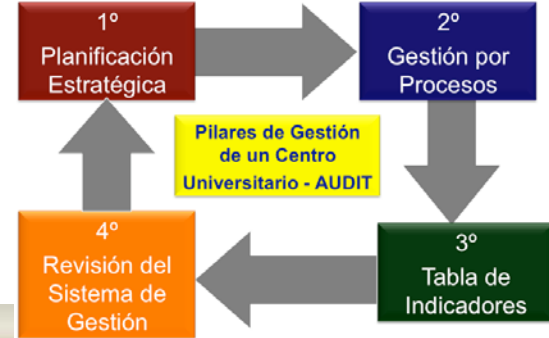 1º
Planificación
Estratégica
2º
Gestión por
Procesos
Pilares de Gestión
de un Centro
Universitario - AUDIT
4º
Revisión del
Sistema de
Gestión
3º
Tabla de
Indicadores